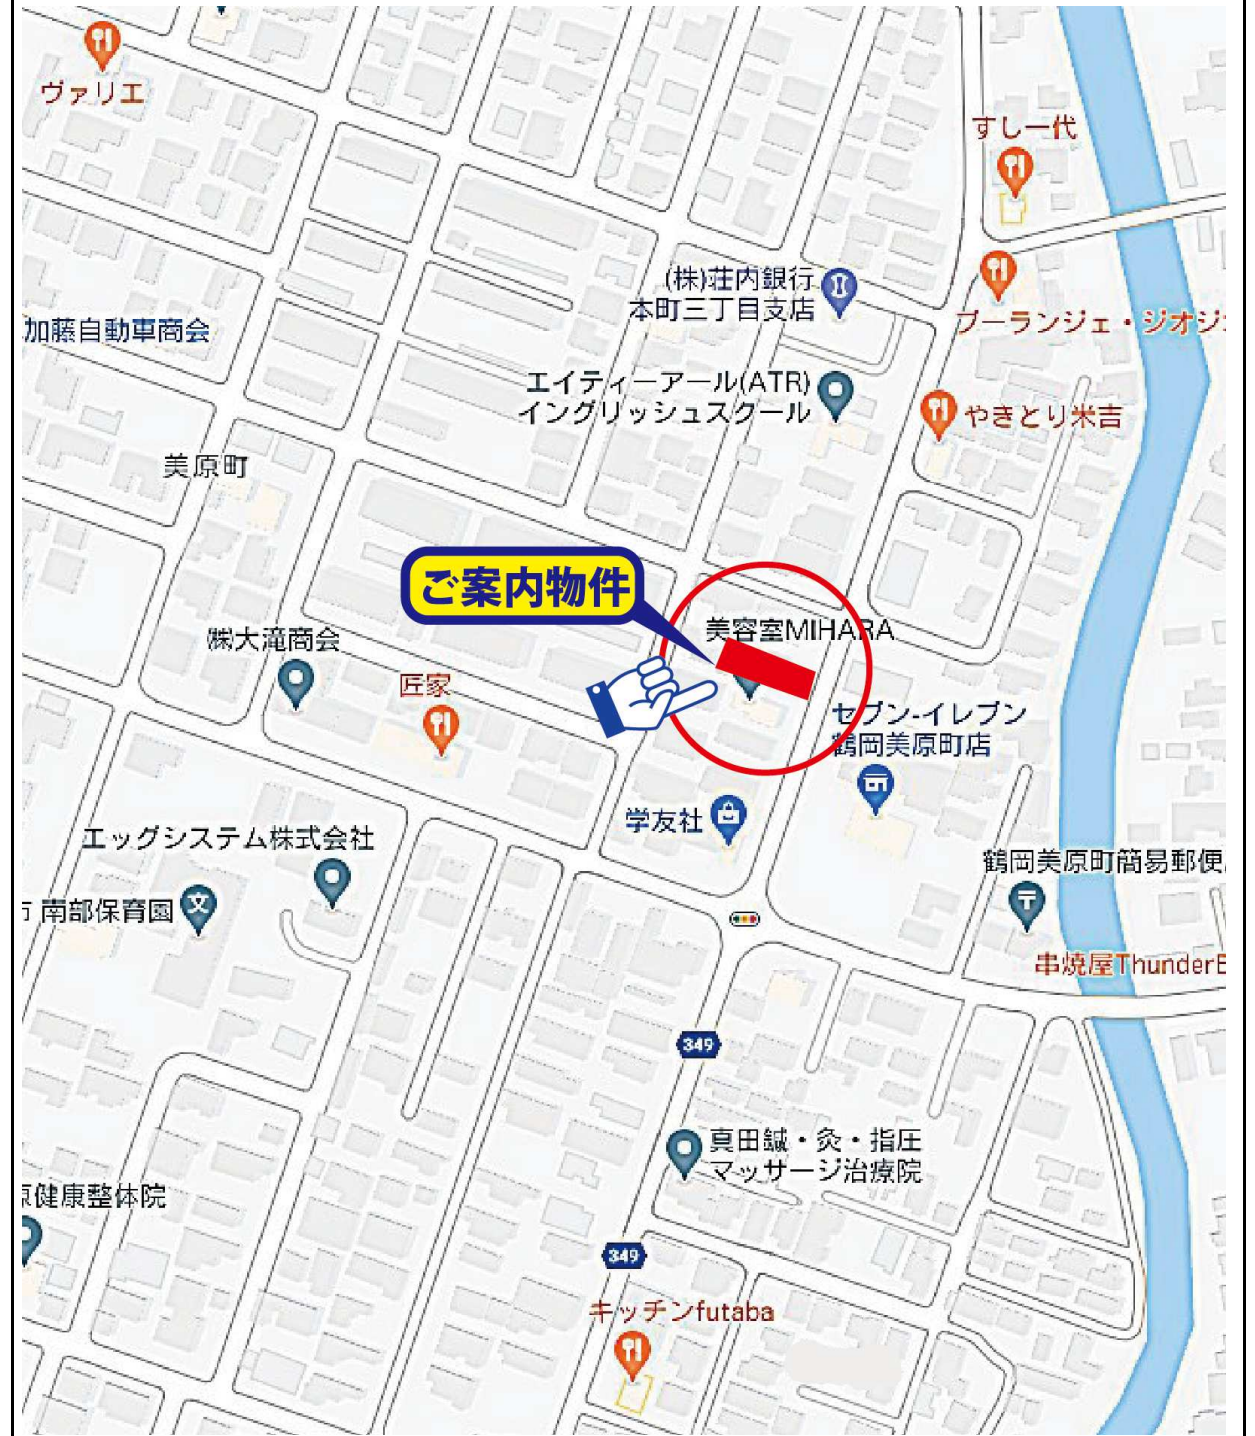 ヴァリエ
すし一代
(株)荘内銀行
本町三丁目支店
ブーランジェ・ジオジ
加藤自動車商会
エイティーアール(ATR)
イングリッシュスクール
やきとり米吉
美原町
ご案内物件
美容室MIHARA
㈱大滝商会
匠家
セブン-イレブン
鶴岡美原町店
学友社
エッグシステム株式会社
鶴岡美原町簡易郵便
南部保育園
文
串焼屋ThunderB
349
真田鍼・灸・指圧
マッサージ治療院
健康整体院
349
キッチンfutaba